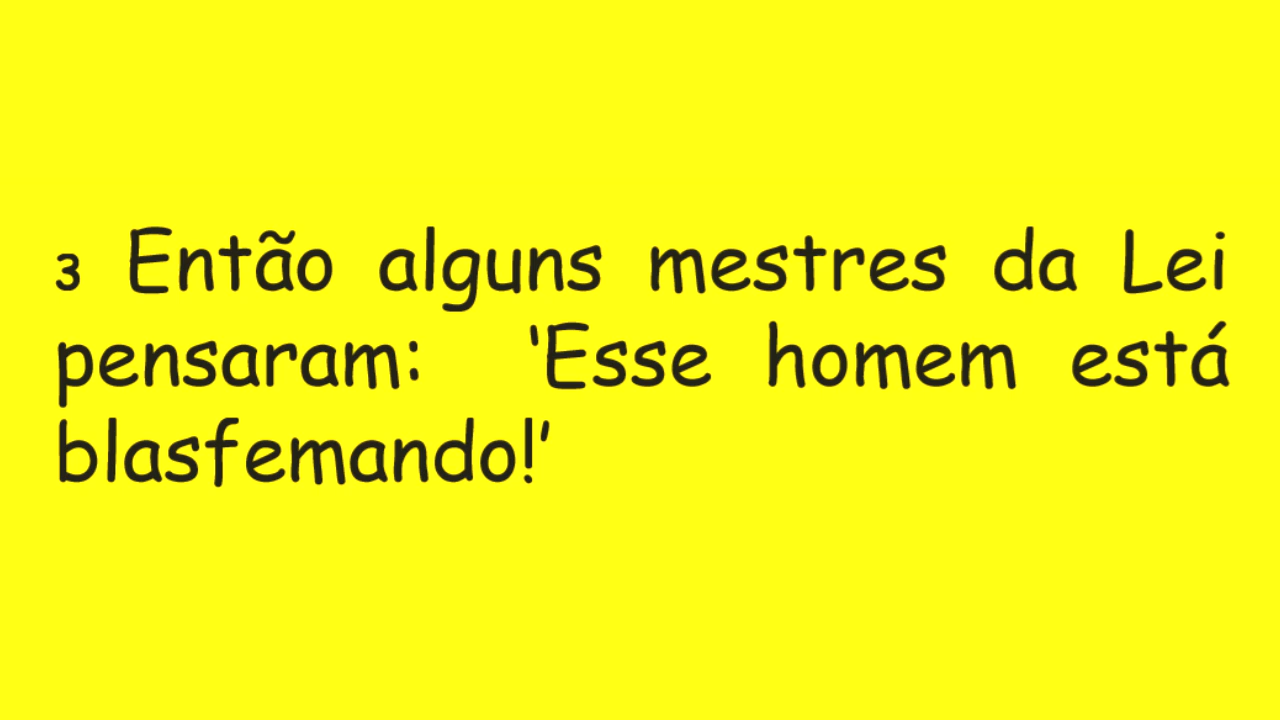 3 Então alguns mestres da Lei
pensaram: ‘Esse homem está
blasfemando!’